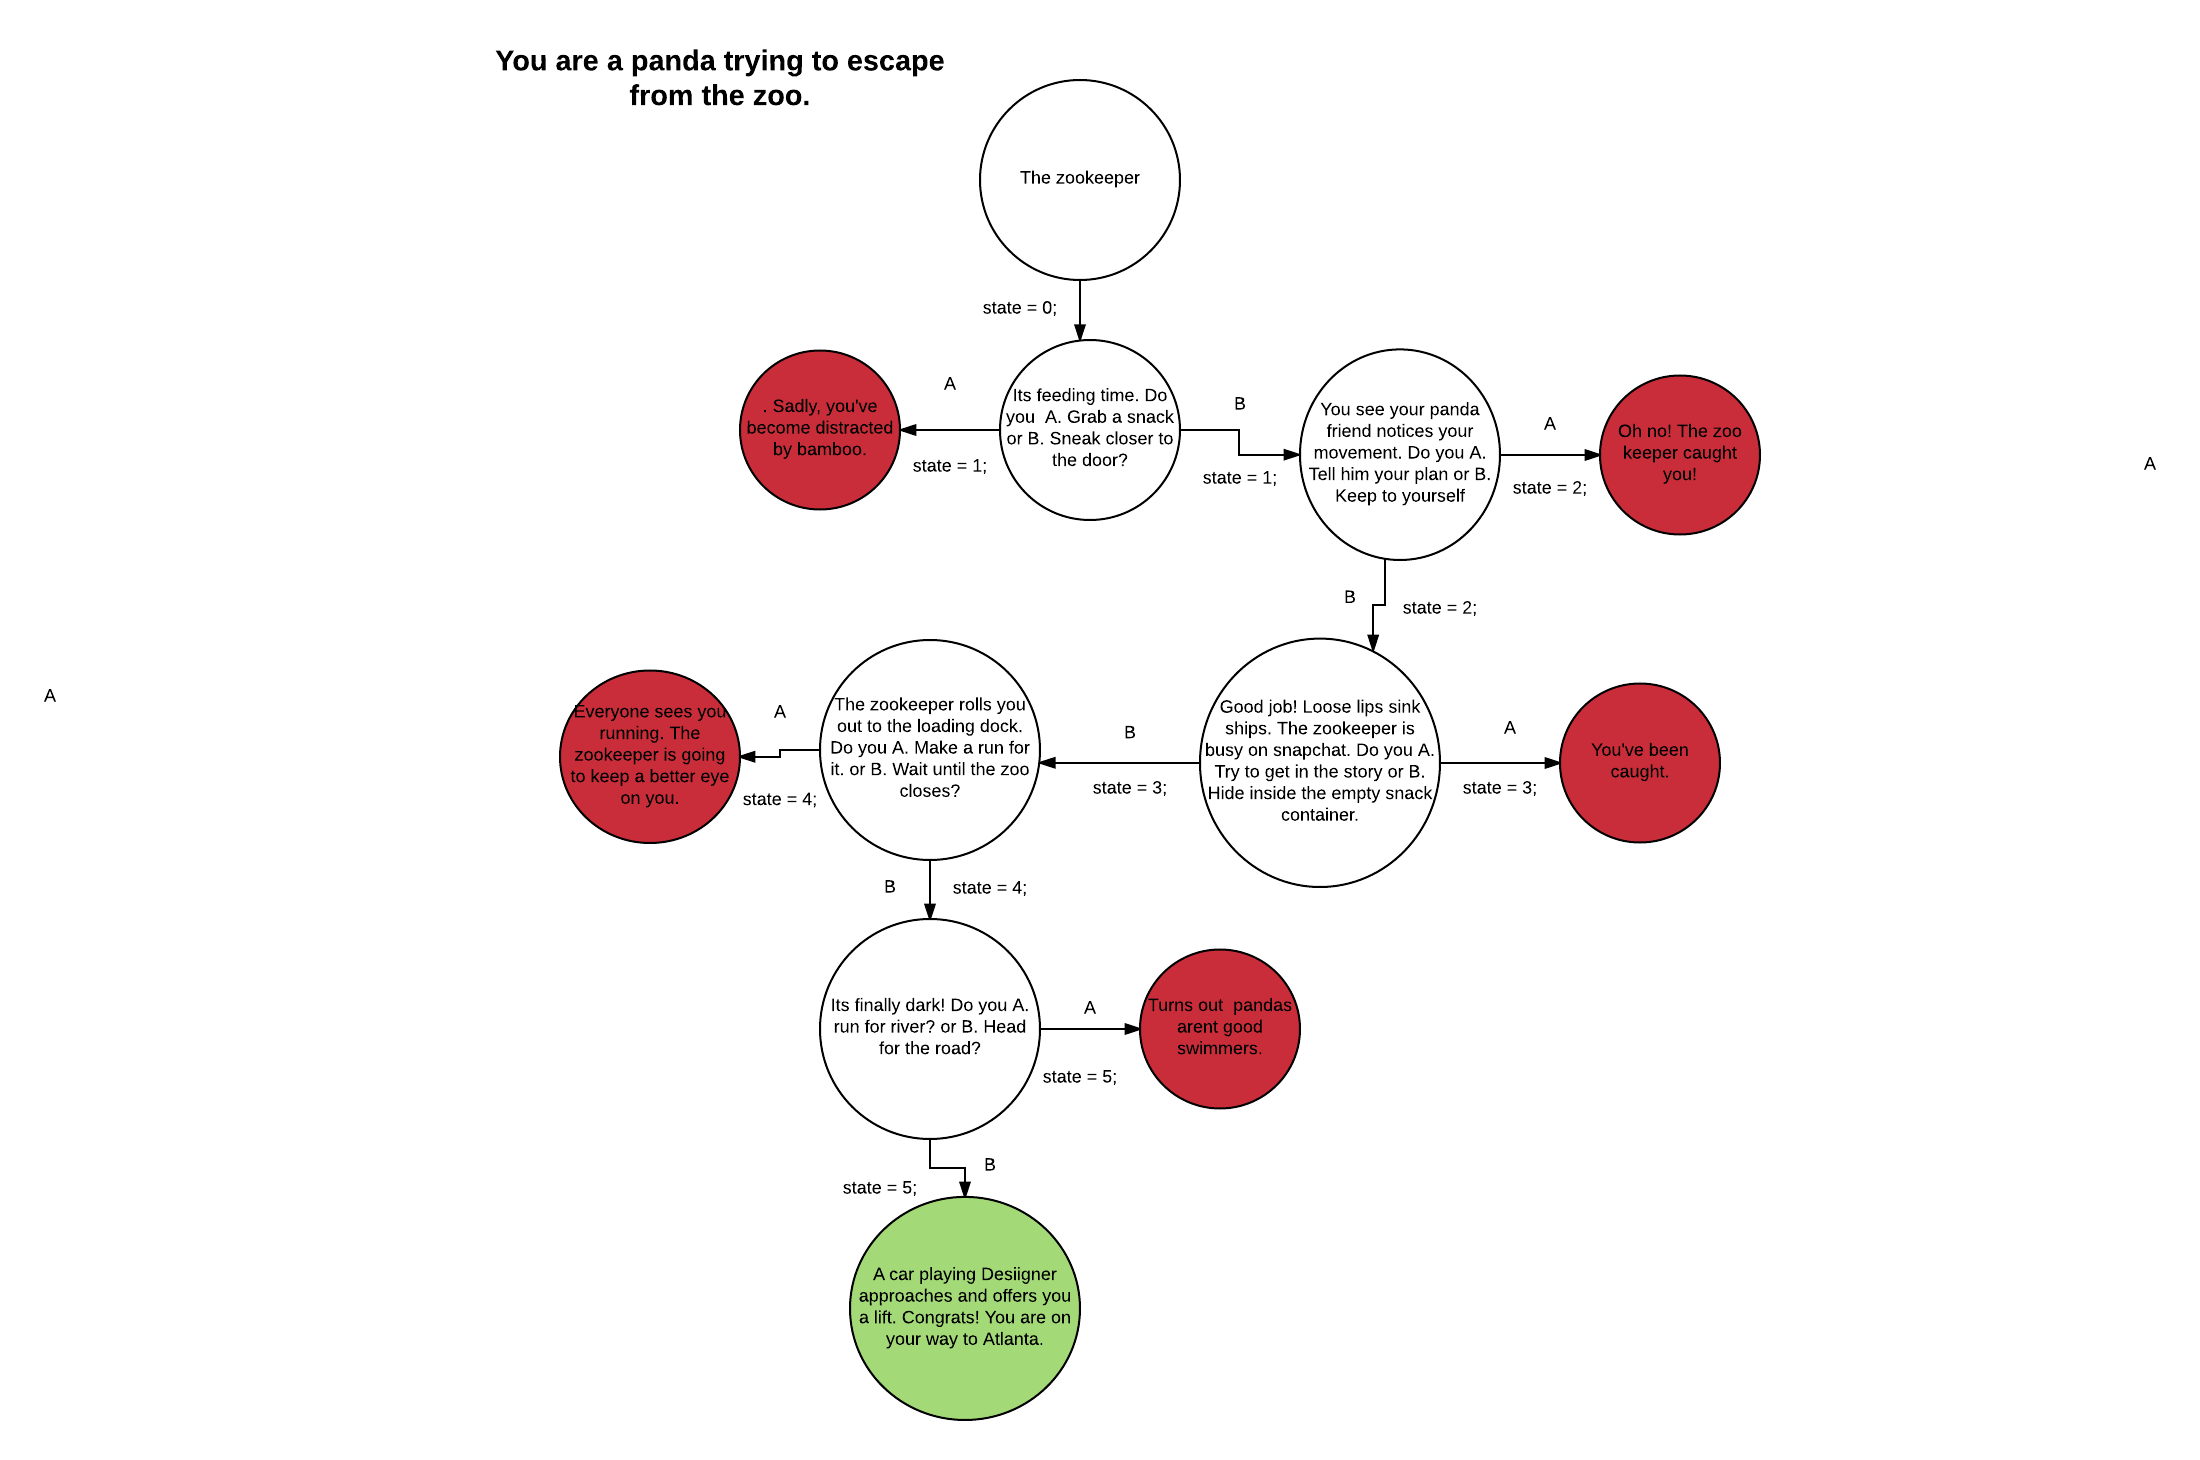 You are a panda trying to escape
from the zoo.
The zookeeper
state = 0;
. Sadly, you've
become distracted
by bamboo.
A
state = 1;
Its feeding time. Do
you  A. Grab a snack
or B. Sneak closer to
the door?
B
state = 1;
You see your panda
friend notices your
movement. Do you A.
Tell him your plan or B.
Keep to yourself
A
state = 2;
Oh no! The zoo
keeper caught
you!
A
B
state = 2;
A
Everyone sees you
running. The
zookeeper is going
to keep a better eye
on you.
A
state = 4;
The zookeeper rolls you
out to the loading dock.
Do you A. Make a run for
it. or B. Wait until the zoo
closes?
B
state = 3;
Good job! Loose lips sink
ships. The zookeeper is
busy on snapchat. Do you A.
Try to get in the story or B.
Hide inside the empty snack
container.
A
state = 3;
You've been
caught.
B
state = 4;
Its finally dark! Do you A.
run for river? or B. Head
for the road?
A
state = 5;
Turns out  pandas
arent good
swimmers.
B
state = 5;
A car playing Desiigner
approaches and offers you
a lift. Congrats! You are on
your way to Atlanta.